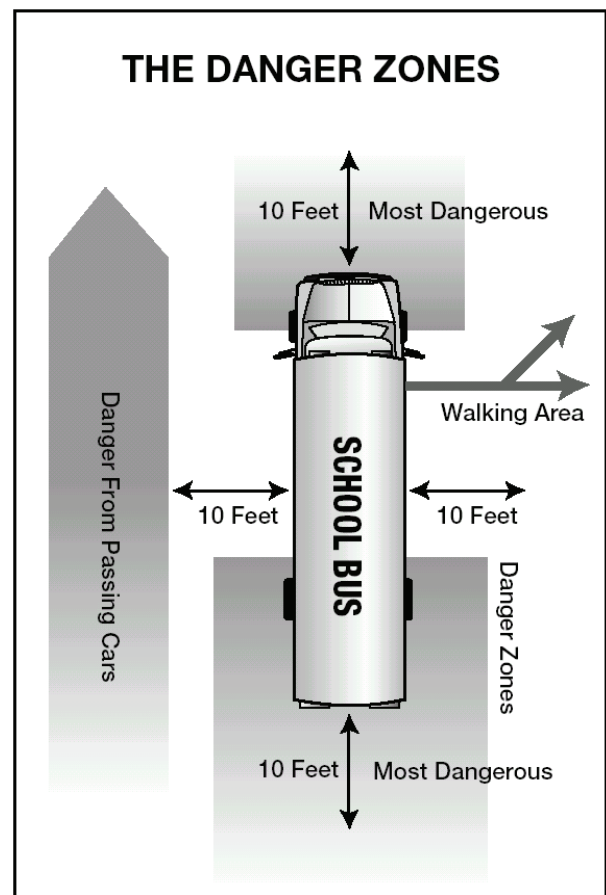 THE DANGER ZONES
10 Feet
Most Dangerous
Danger From Passing Cars
Walking Area
SCHOOL BUS
10 Feet
10 Feet
Danger Zones
10 Feet
Most Dangerous